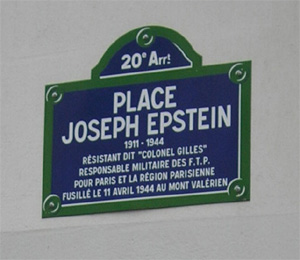 20e Arrt
PLACE
JOSEPH EPSTEIN
1911 - 1944
RÉSISTANT DIT "COLONEL GILLES"
RESPONSABLE MILITAIRE DES F.T.P.
POUR PARIS ET LA RÉGION PARISIENNE
FUSILLÉ LE 11 AVRIL 1944 AU MONT VALÉRIEN